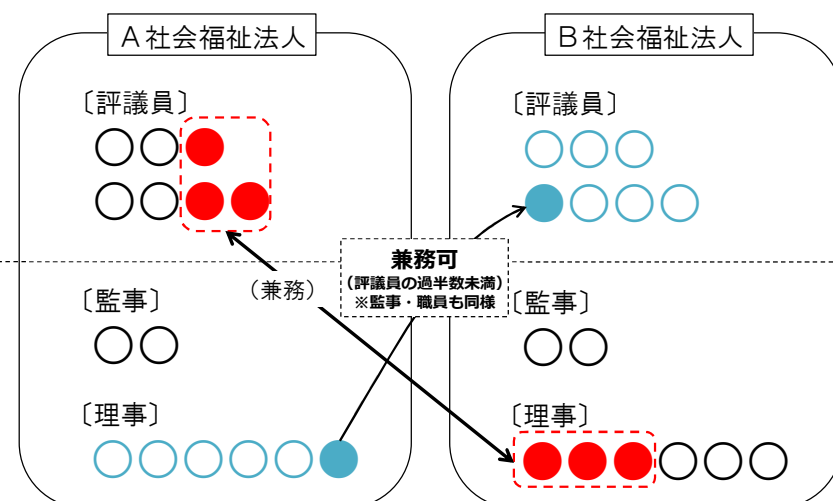 A社会福祉法人
B社会福祉法人
〔評議員〕
〔評議員〕
兼務可
（評議員の過半数未満）
※監事・職員も同様
（兼務）
〔監事〕
〔監事〕
〔理事〕
〔理事〕